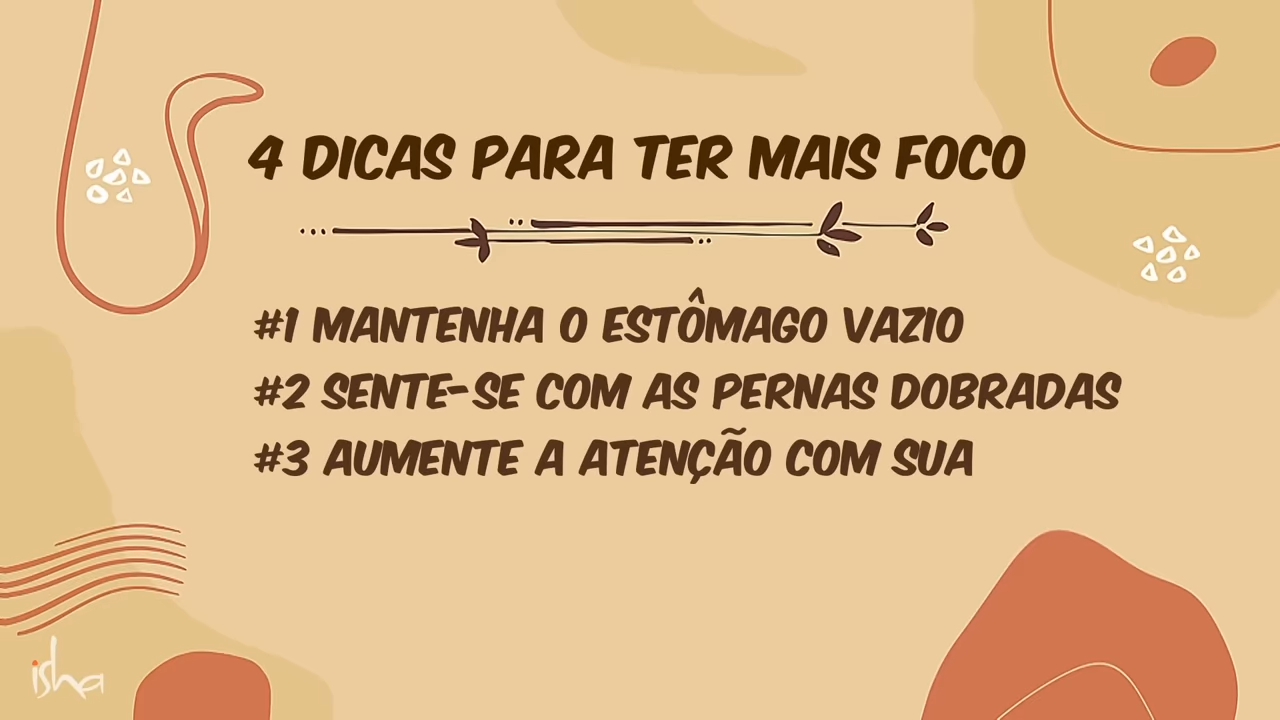 4 DICAS PARA TER MAIS FOCO
#1 MANTENHA O ESTÔMAGO VAZIO
#2 SENTE-SE COM AS PERNAS DOBRADAS
#3 AUMENTE A ATENÇÃO COM SUA
isha